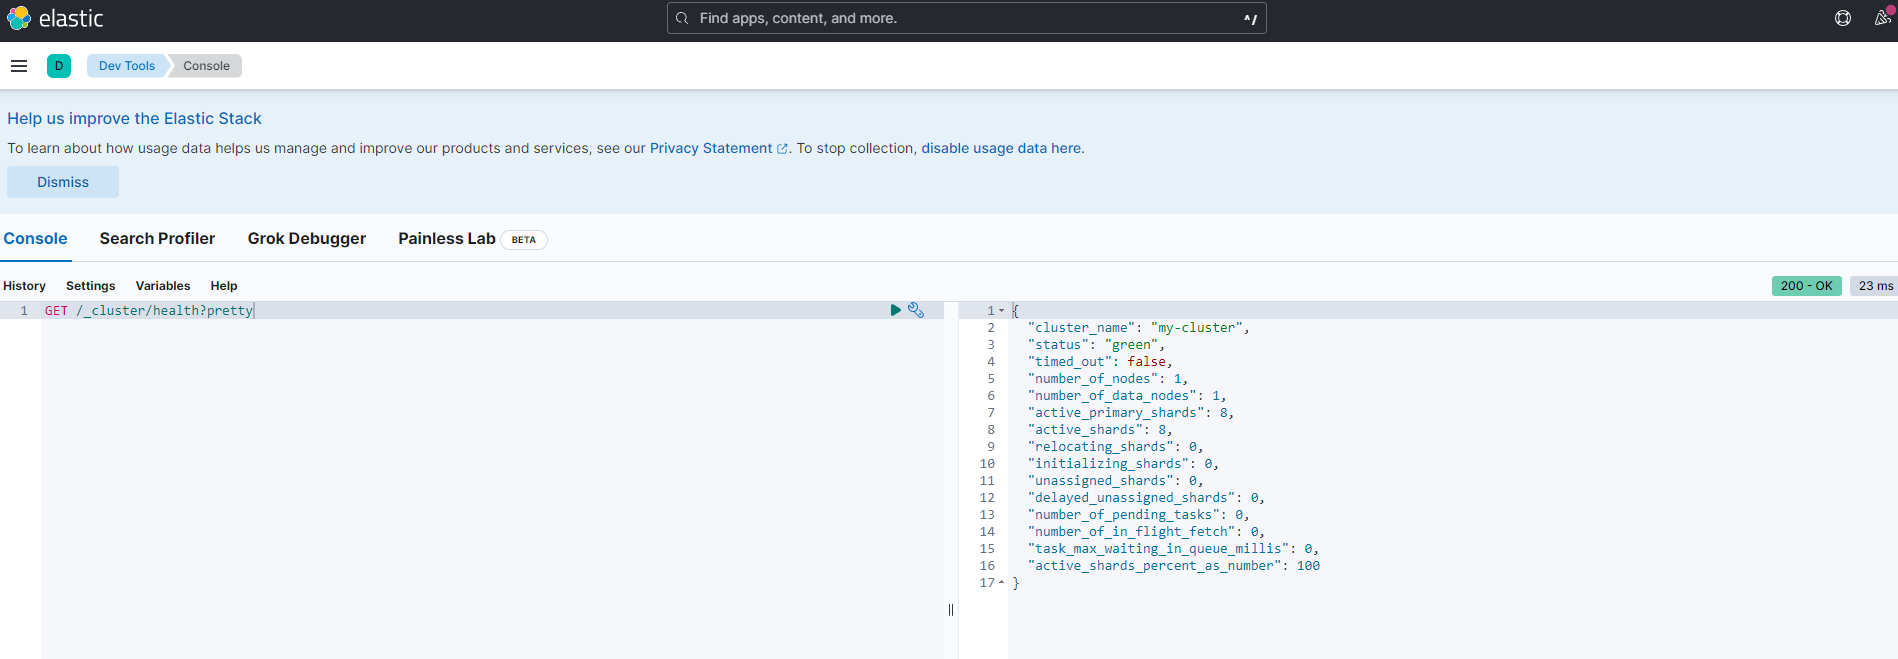 elastic
Find apps, content, and more.
^/
D
Dev Tools
Console
Help us improve the Elastic Stack
To learn about how usage data helps us manage and improve our products and services, see our Privacy Statement. To stop collection, disable usage data here.
Dismiss
Console
Search Profiler
Grok Debugger
Painless Lab
BETA
History
Settings
Variables
Help
200 - OK
23 ms
1 GET /_cluster/health?pretty
1 {
2 "cluster_name": "my-cluster",
3 "status": "green",
4 "timed_out": false,
5 "number_of_nodes": 1,
6 "number_of_data_nodes": 1,
7 "active_primary_shards": 8,
8 "active_shards": 8,
9 "relocating_shards": 0,
10 "initializing_shards": 0,
11 "unassigned_shards": 0,
12 "delayed_unassigned_shards": 0,
13 "number_of_pending_tasks": 0,
14 "number_of_in_flight_fetch": 0,
15 "task_max_waiting_in_queue_millis": 0,
16 "active_shards_percent_as_number": 100
17 }